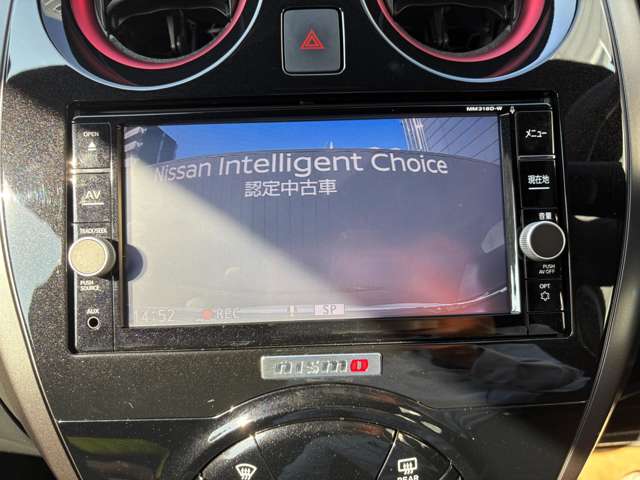 MM318D-W
OPEN
AV
TRACK/SEEK
PUSH
SOURCE
AUX
Nissan Intelligent Choice
認定中古車
14:52
REC
SP
メニュー
現在地
音量
PUSH
AV OFF
OPT
nismo
REAR